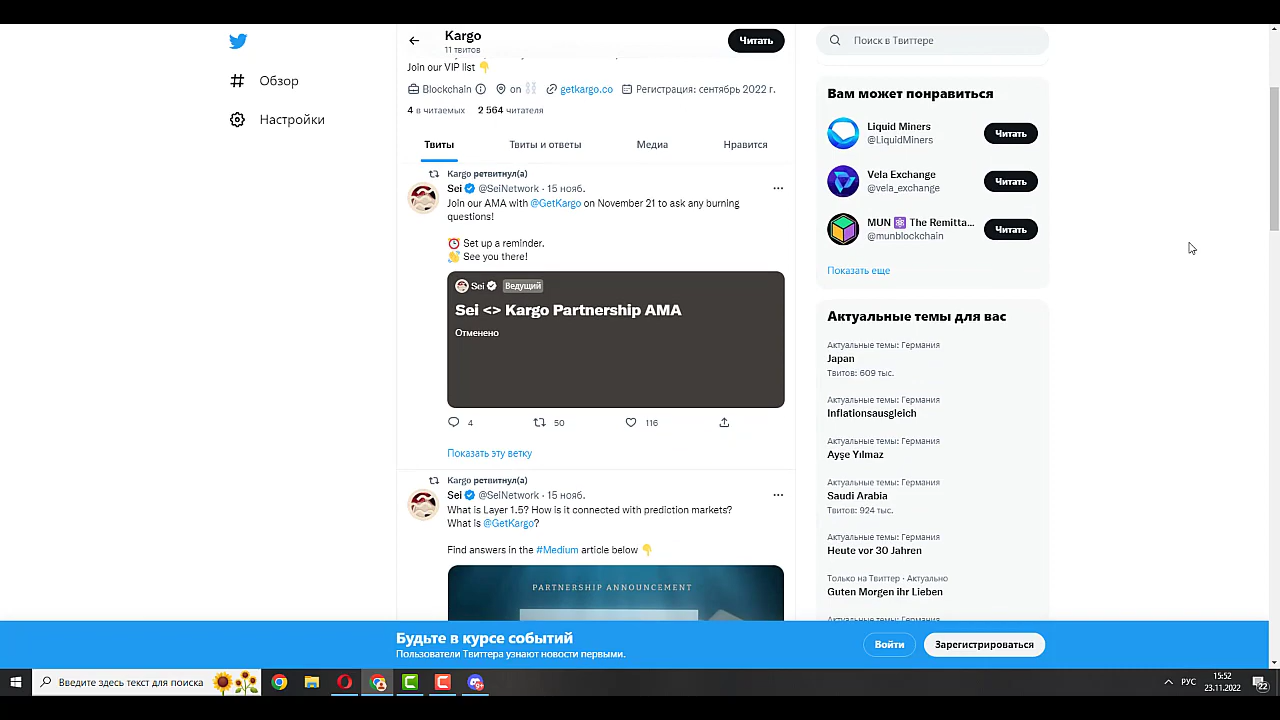 Обзор
Настройки
Kargo
11 твитов
Читать
Join our VIP list
Blockchain on getkargo.co Регистрация: сентябрь 2022 г.
4 в читаемых 2 564 читателя
Твиты Твиты и ответы Медиа Нравится
Kargo ретвитнул(а)
Sei @SeiNetwork · 15 нояб.
Join our AMA with @GetKargo on November 21 to ask any burning
questions!
Set up a reminder.
See you there!
Sei Ведущий
Sei <> Kargo Partnership AMA
Отменено
4 50 116
Показать эту ветку
Kargo ретвитнул(а)
Sei @SeiNetwork · 15 нояб.
What is Layer 1.5? How is it connected with prediction markets?
What is @GetKargo?
Find answers in the #Medium article below
PARTNERSHIP ANNOUNCEMENT
Поиск в Твиттере
Вам может понравиться
Liquid Miners
@LiquidMiners
Читать
Vela Exchange
@vela_exchange
Читать
MUN The Remitta...
@munblockchain
Читать
Показать еще
Актуальные темы для вас
Актуальные темы: Германия
Japan
Твитов: 609 тыс.
Актуальные темы: Германия
Inflationsausgleich
Актуальные темы: Германия
Ayşe Yılmaz
Актуальные темы: Германия
Saudi Arabia
Твитов: 924 тыс.
Актуальные темы: Германия
Heute vor 30 Jahren
Только на Твиттер · Актуально
Guten Morgen ihr Lieben
Будьте в курсе событий
Пользователи Твиттера узнают новости первыми.
Войти Зарегистрироваться
Введите здесь текст для поиска
РУС
15:52
23.11.2022
22